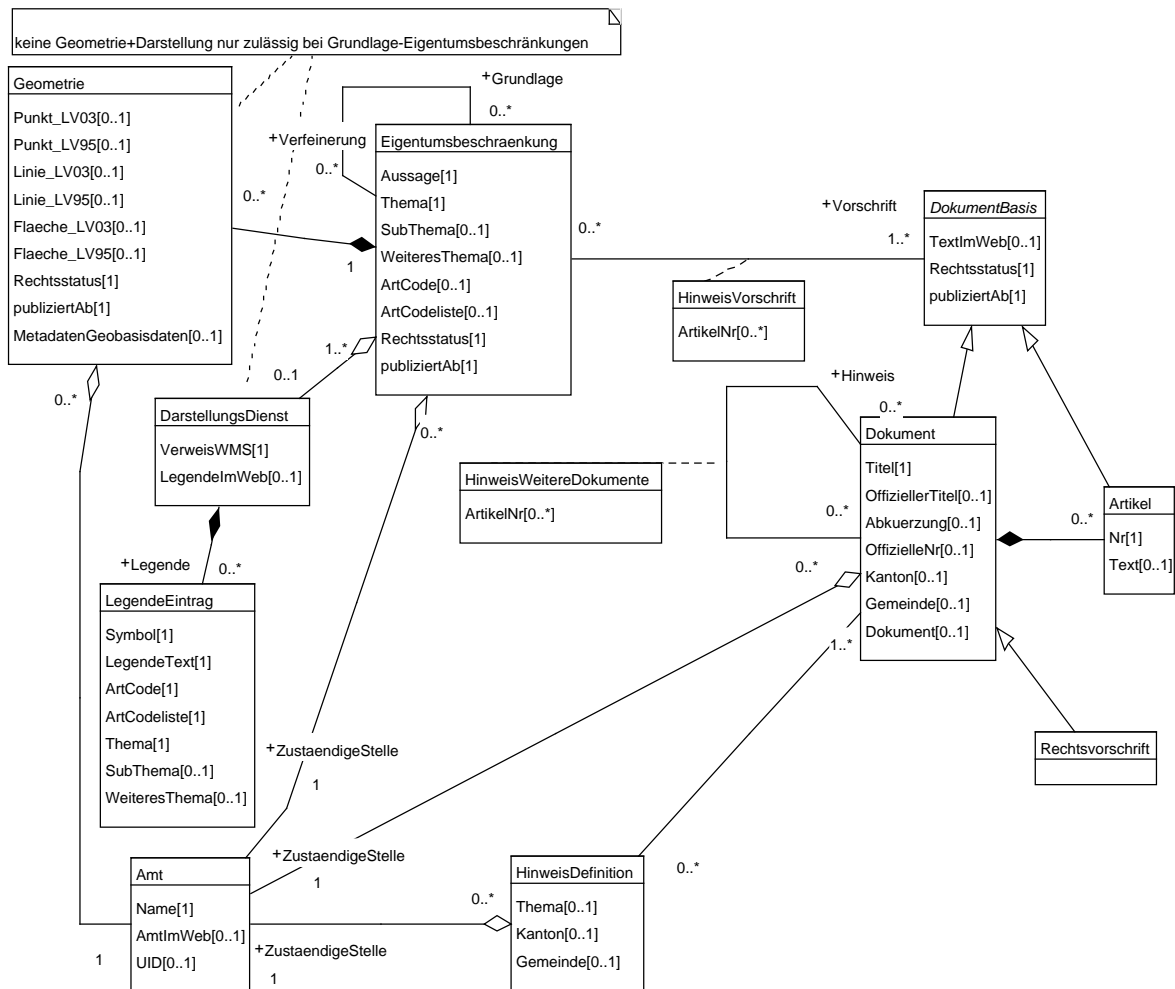 keine Geometrie+Darstellung nur zulässig bei Grundlage-Eigentumsbeschränkungen
Geometrie
Punkt_LV03[0..1]
Punkt_LV95[0..1]
Linie_LV03[0..1]
Linie_LV95[0..1]
Flaeche_LV03[0..1]
Flaeche_LV95[0..1]
Rechtsstatus[1]
publiziertAb[1]
MetadatenGeobasisdaten[0..1]
+Grundlage
0..*
+Verfeinerung
0..*
Eigentumsbeschraenkung
Aussage[1]
Thema[1]
SubThema[0..1]
WeiteresThema[0..1]
ArtCode[0..1]
ArtCodeliste[0..1]
Rechtsstatus[1]
publiziertAb[1]
0..*
1
0..*
+Vorschrift
1..*
DokumentBasis
TextImWeb[0..1]
Rechtsstatus[1]
publiziertAb[1]
HinweisVorschrift
ArtikelNr[0..*]
1..*
0..1
0..*
0..*
DarstellungsDienst
VerweisWMS[1]
LegendeImWeb[0..1]
+Hinweis
0..*
0..*
HinweisWeitereDokumente
ArtikelNr[0..*]
Dokument
Titel[1]
OffiziellerTitel[0..1]
Abkuerzung[0..1]
OffizielleNr[0..1]
Kanton[0..1]
Gemeinde[0..1]
Dokument[0..1]
0..*
Artikel
Nr[1]
Text[0..1]
+Legende
0..*
LegendeEintrag
Symbol[1]
LegendeText[1]
ArtCode[1]
ArtCodeliste[1]
Thema[1]
SubThema[0..1]
WeiteresThema[0..1]
0..*
1..*
Rechtsvorschrift
+ZustaendigeStelle
1
+ZustaendigeStelle
1
Amt
Name[1]
AmtImWeb[0..1]
UID[0..1]
1
0..*
+ZustaendigeStelle
1
HinweisDefinition
Thema[0..1]
Kanton[0..1]
Gemeinde[0..1]
0..*